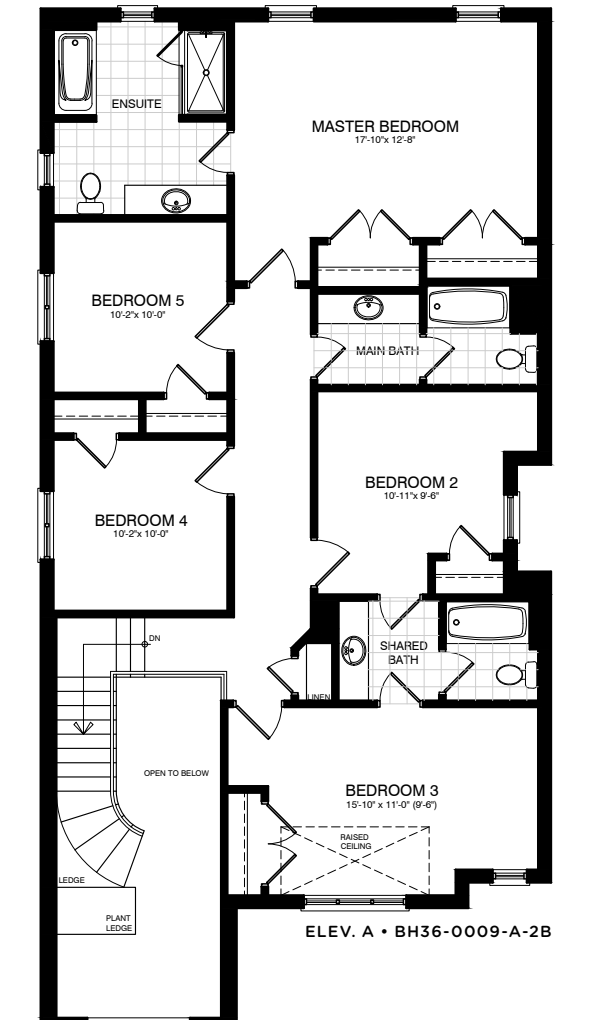 ENSUITE
MASTER BEDROOM
17'-10"x 12'-8"
BEDROOM 5
10'-2"x 10'-0"
MAIN BATH
BEDROOM 2
10'-11"x 9'-6"
BEDROOM 4
10'-2"x 10'-0"
DN
SHARED
BATH
LINEN
OPEN TO BELOW
BEDROOM 3
15'-10" x 11'-0" (9'-6")
RAISED
CEILING
LEDGE
PLANT
LEDGE
ELEV. A • BH36-0009-A-2B